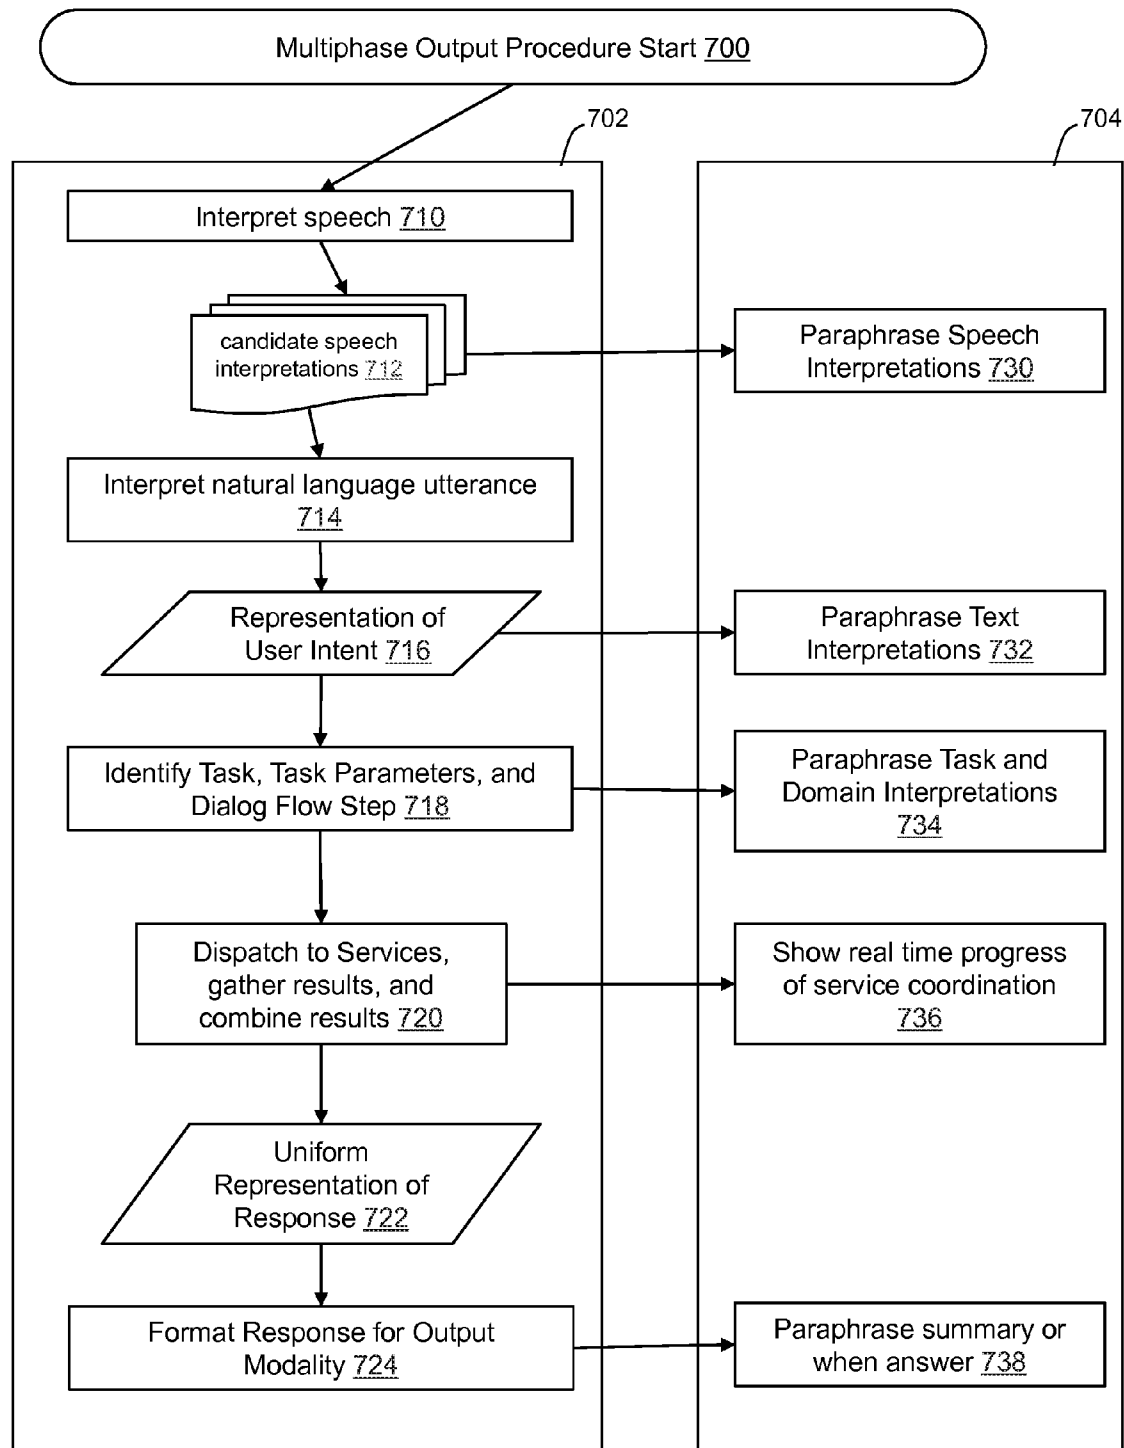 Multiphase Output Procedure Start 700
702
704
Interpret speech 710
candidate speech
interpretations 712
Paraphrase Speech
Interpretations 730
Interpret natural language utterance
714
Representation of
User Intent 716
Paraphrase Text
Interpretations 732
Identify Task, Task Parameters, and
Dialog Flow Step 718
Paraphrase Task and
Domain Interpretations
734
Dispatch to Services,
gather results, and
combine results 720
Show real time progress
of service coordination
736
Uniform
Representation of
Response 722
Format Response for Output
Modality 724
Paraphrase summary or
when answer 738